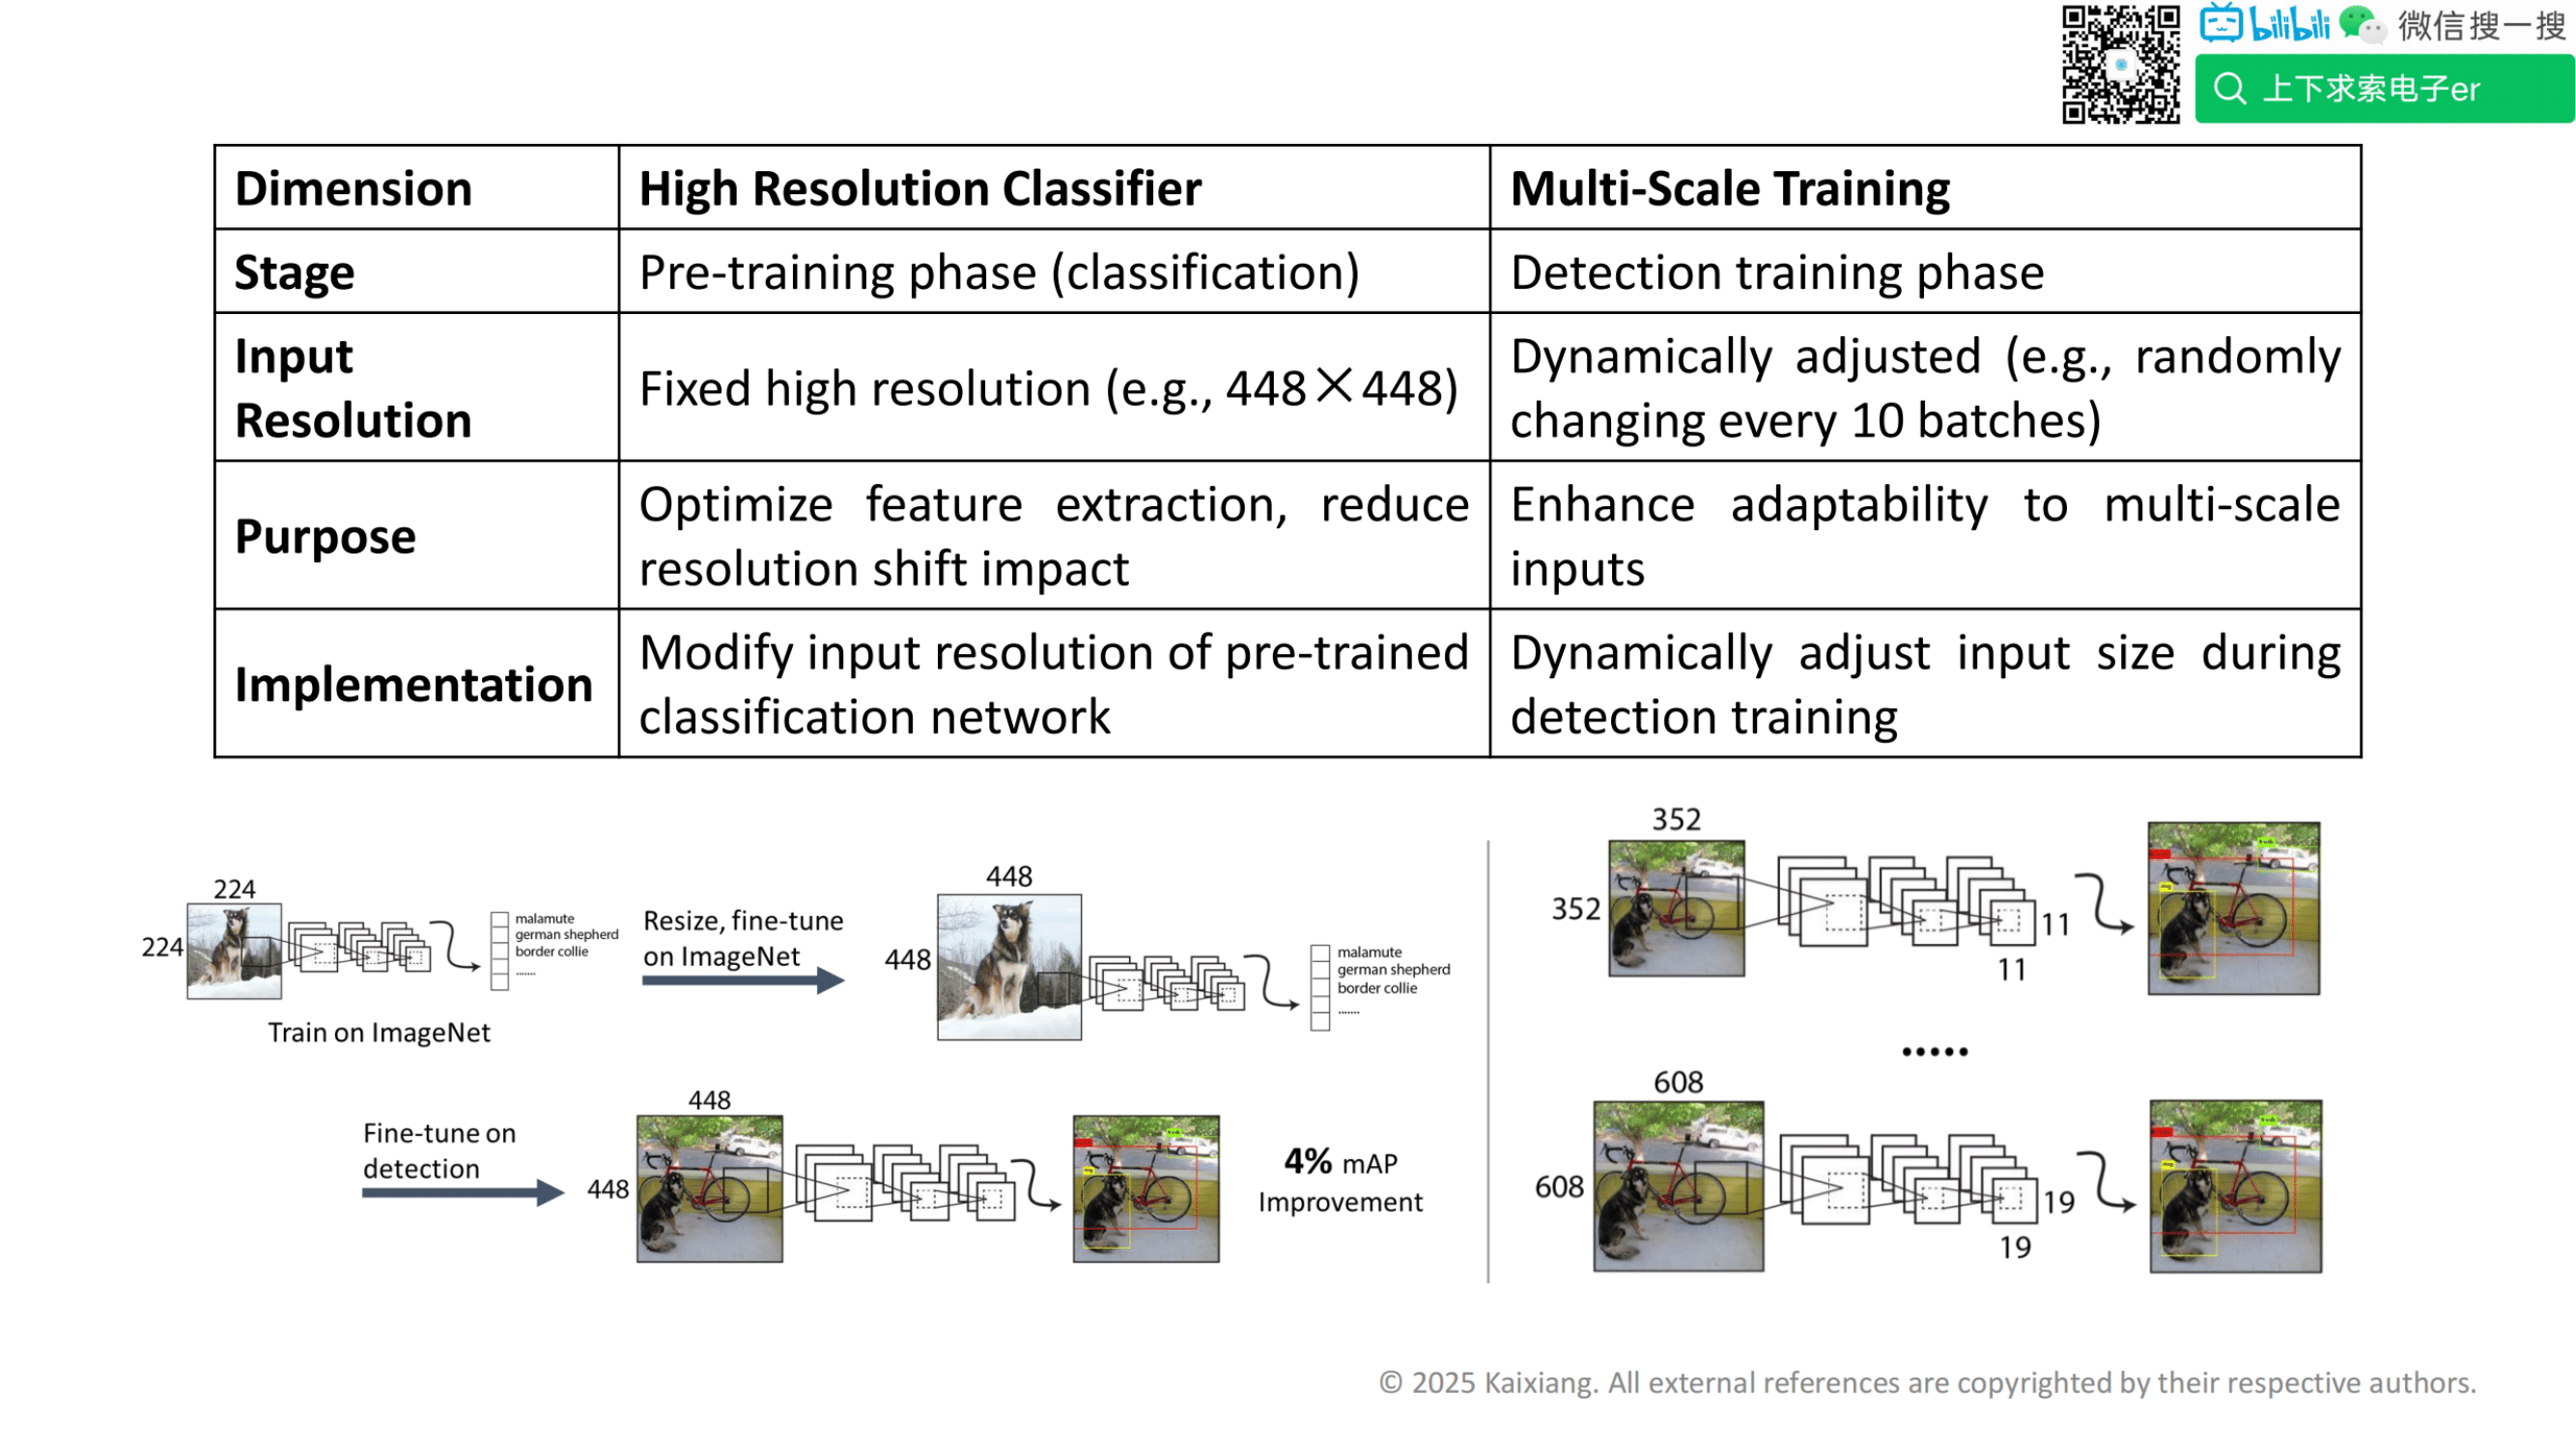 bilibili 微信搜一搜
上下求索电子er
Dimension
High Resolution Classifier
Multi-Scale Training
Stage
Pre-training phase (classification)
Detection training phase
Input
Resolution
Fixed high resolution (e.g., 448×448)
Dynamically adjusted (e.g., randomly
changing every 10 batches)
Purpose
Optimize feature extraction, reduce
resolution shift impact
Enhance adaptability to multi-scale
inputs
Implementation
Modify input resolution of pre-trained
classification network
Dynamically adjust input size during
detection training
224
224
malamute
german shepherd
border collie
.......
Train on ImageNet
Resize, fine-tune
on ImageNet
448
448
malamute
german shepherd
border collie
.......
Fine-tune on
detection
448
448
4% mAP
Improvement
352
352
11
11
•••••
608
608
19
19
© 2025 Kaixiang. All external references are copyrighted by their respective authors.